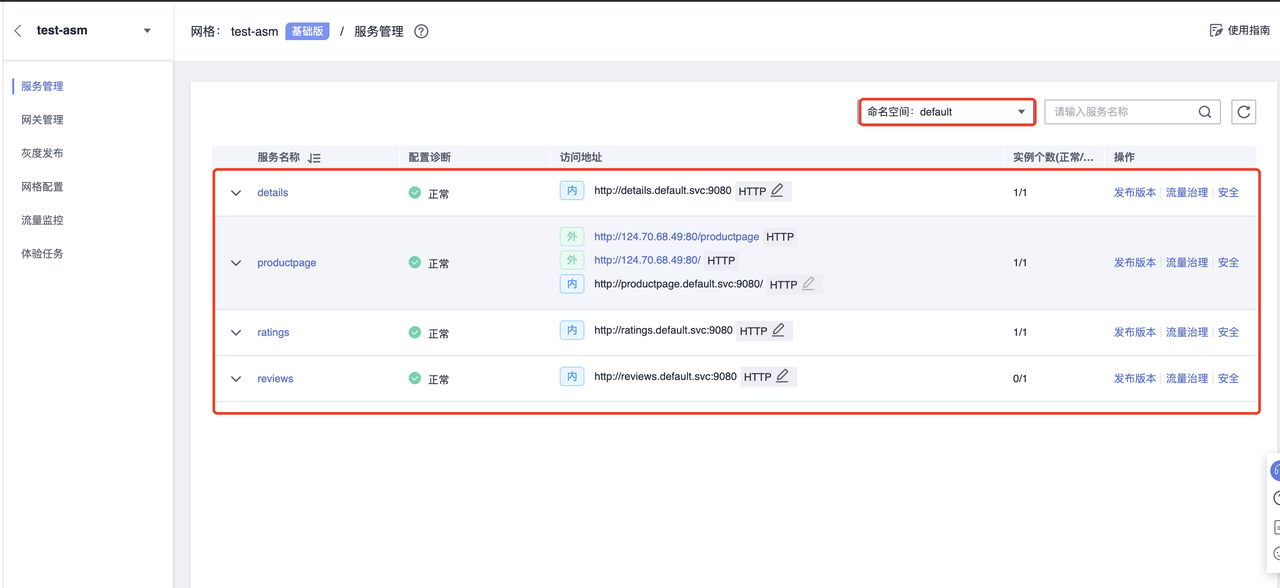 test-asm
网格： test-asm 基础版 / 服务管理
使用指南
服务管理
网关管理
灰度发布
网格配置
流量监控
体验任务
命名空间：default
请输入服务名称
服务名称 配置诊断 访问地址 实例个数(正常/... 操作
details 正常 内 http://details.default.svc:9080 HTTP 1/1 发布版本 流量治理 安全
外 http://124.70.68.49:80/productpage HTTP
productpage 正常 外 http://124.70.68.49:80/ HTTP 1/1 发布版本 流量治理 安全
内 http://productpage.default.svc:9080/ HTTP
ratings 正常 内 http://ratings.default.svc:9080 HTTP 1/1 发布版本 流量治理 安全
reviews 正常 内 http://reviews.default.svc:9080 HTTP 0/1 发布版本 流量治理 安全